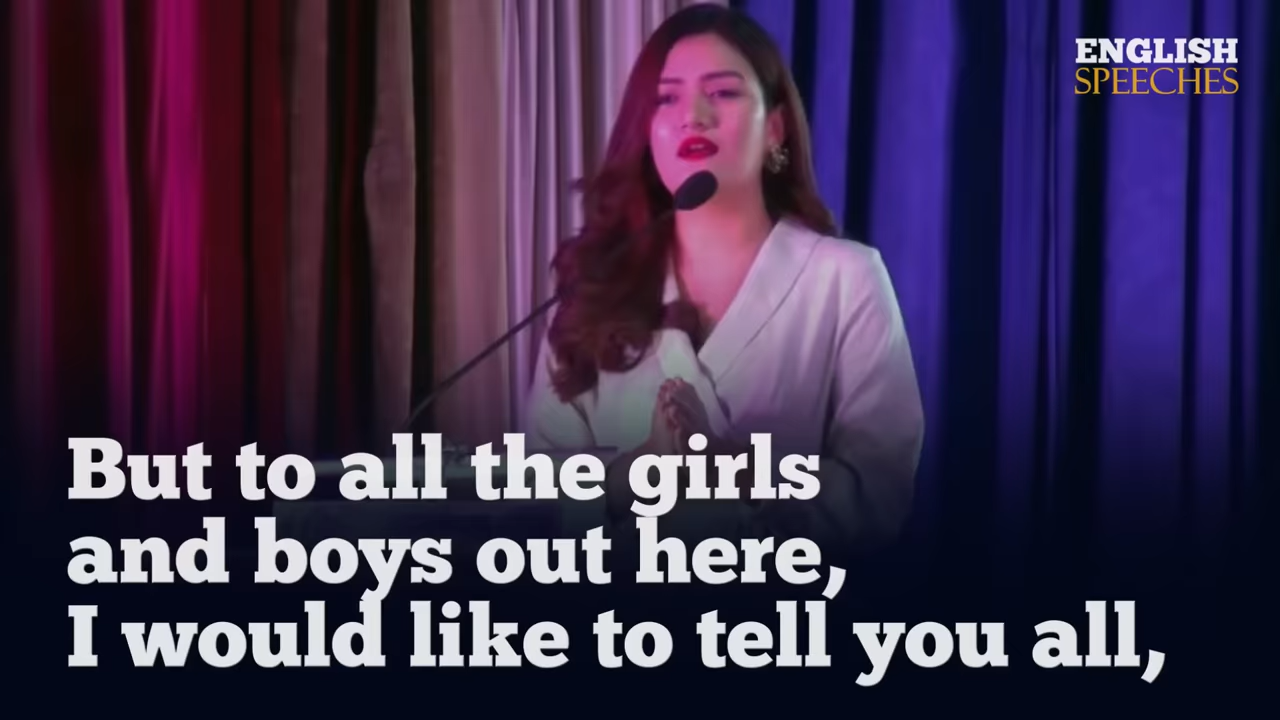 ENGLISH
SPEECHES
But to all the girls
and boys out here,
I would like to tell you all,